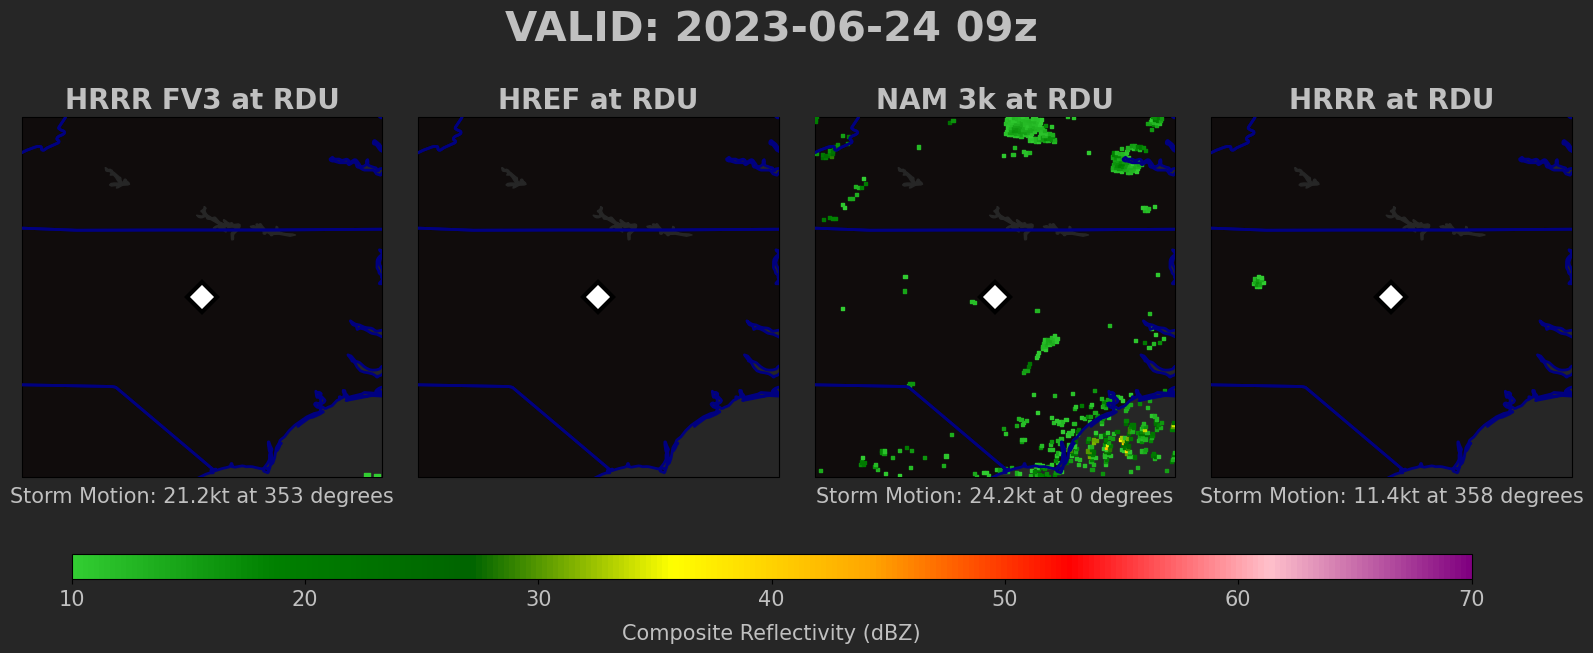 VALID: 2023-06-24 09z
HRRR FV3 at RDU
HREF at RDU
NAM 3k at RDU
HRRR at RDU
Storm Motion: 21.2kt at 353 degrees
Storm Motion: 24.2kt at 0 degrees
Storm Motion: 11.4kt at 358 degrees
10 20 30 40 50 60 70
Composite Reflectivity (dBZ)